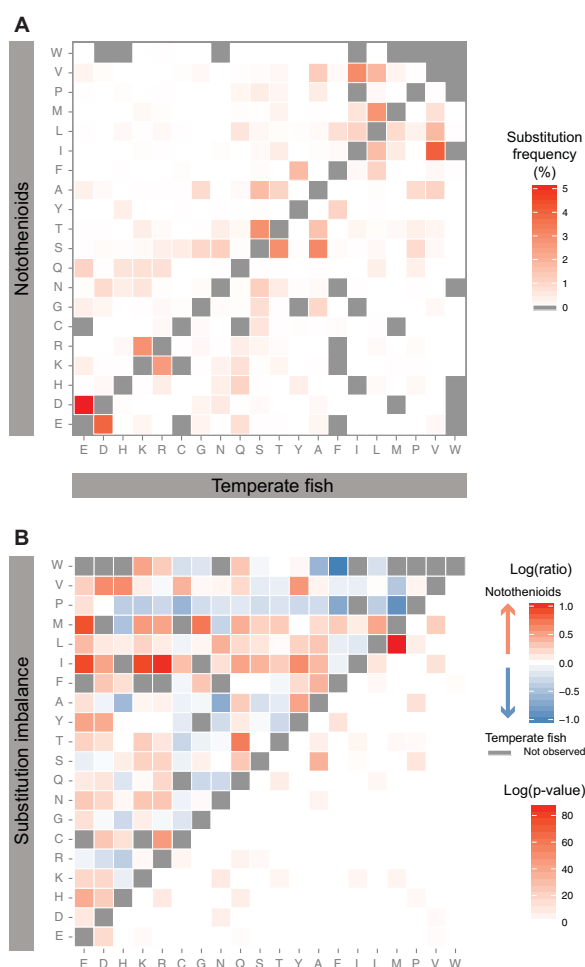 A
Notothenioids
W
V
P
M
L
I
F
A
Y
T
S
Q
N
G
C
R
K
H
D
E
E D H K R C G N Q S T Y A F I L M P V W
Temperate fish
Substitution
frequency
(%)
5
4
3
2
1
0
B
Substitution imbalance
W
V
P
M
L
I
F
A
Y
T
S
Q
N
G
C
R
K
H
D
E
E D H K R C G N Q S T Y A F I L M P V W
Log(ratio)
Notothenioids
1.0
0.5
0.0
−0.5
−1.0
Temperate fish
Not observed
Log(p-value)
80
60
40
20
0